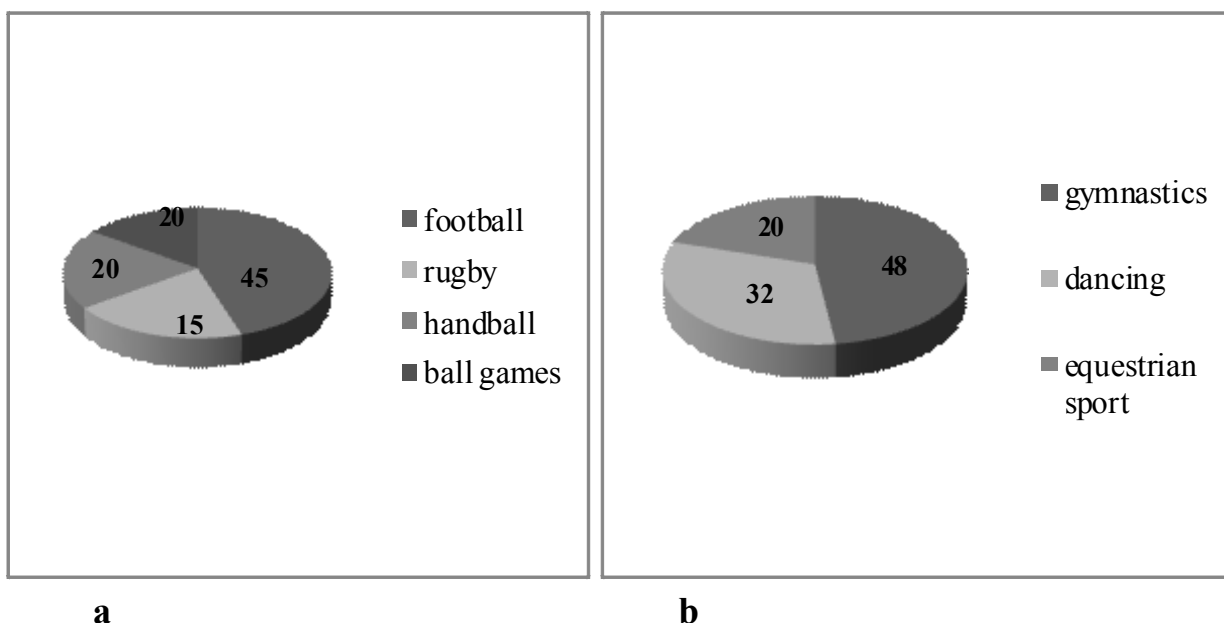 20
20
45
15
football
rugby
handball
ball games
a
20
48
32
gymnastics
dancing
equestrian
sport
b